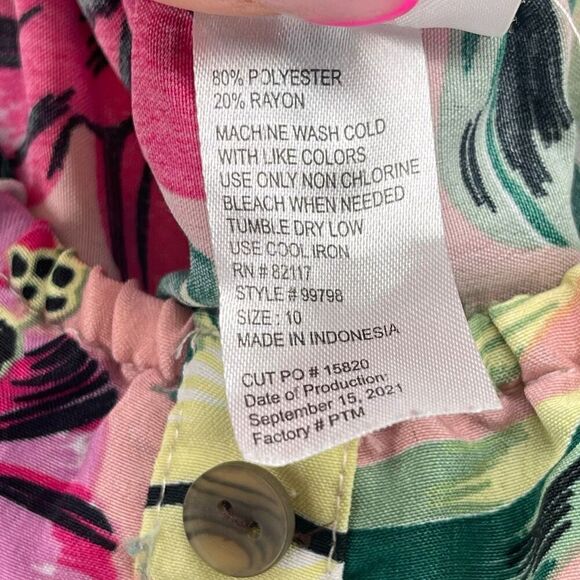 80% POLYESTER
20% RAYON
MACHINE WASH COLD
WITH LIKE COLORS
USE ONLY NON CHLORINE
BLEACH WHEN NEEDED
TUMBLE DRY LOW
USE COOL IRON
RN # 82117
STYLE # 99798
SIZE : 10
MADE IN INDONESIA
CUT PO # 15820
Date of Production:
September 15, 2021
Factory # PTM